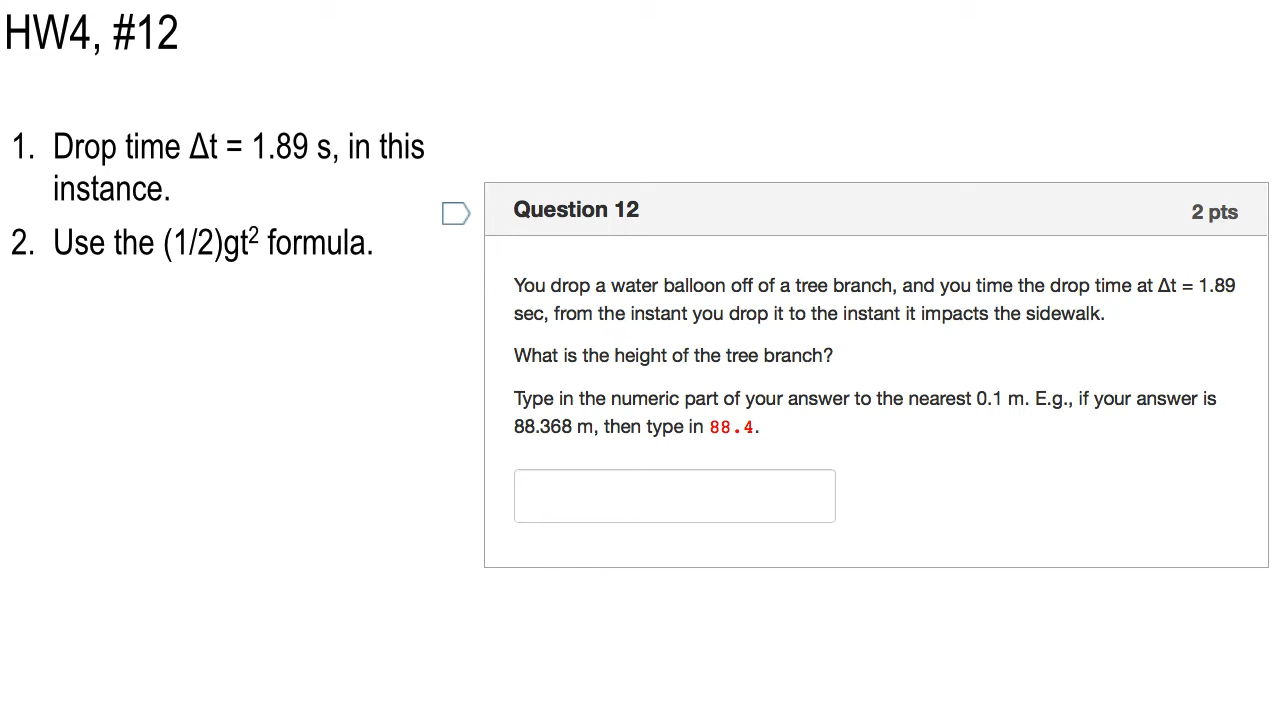 HW4, #12
1. Drop time Δt = 1.89 s, in this
instance.
2. Use the (1/2)gt² formula.
Question 12
2 pts
You drop a water balloon off of a tree branch, and you time the drop time at Δt = 1.89
sec, from the instant you drop it to the instant it impacts the sidewalk.
What is the height of the tree branch?
Type in the numeric part of your answer to the nearest 0.1 m. E.g., if your answer is
88.368 m, then type in 88.4.